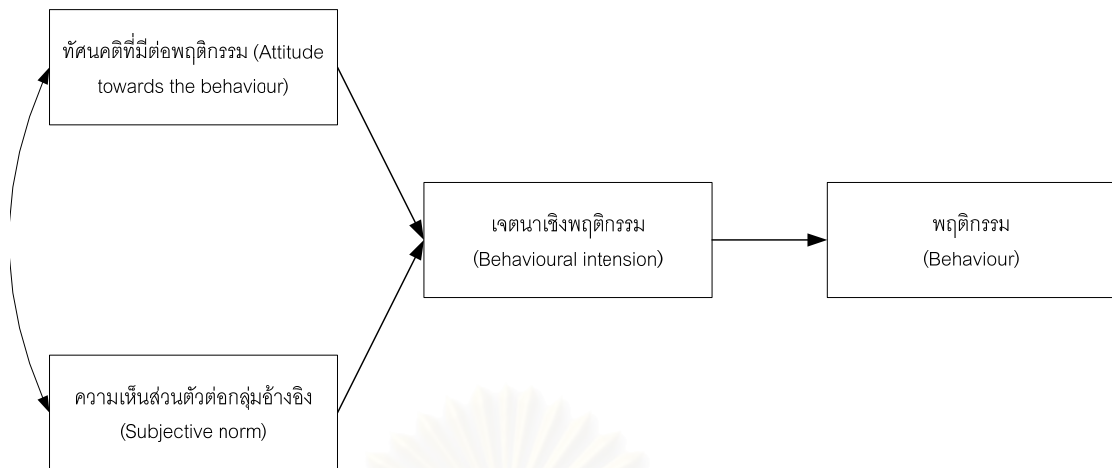 ทัศนคติที่มีต่อพฤติกรรม (Attitude
towards the behaviour)
เจตนาเชิงพฤติกรรม
(Behavioural intension)
พฤติกรรม
(Behaviour)
ความเห็นส่วนตัวต่อกลุ่มอ้างอิง
(Subjective norm)